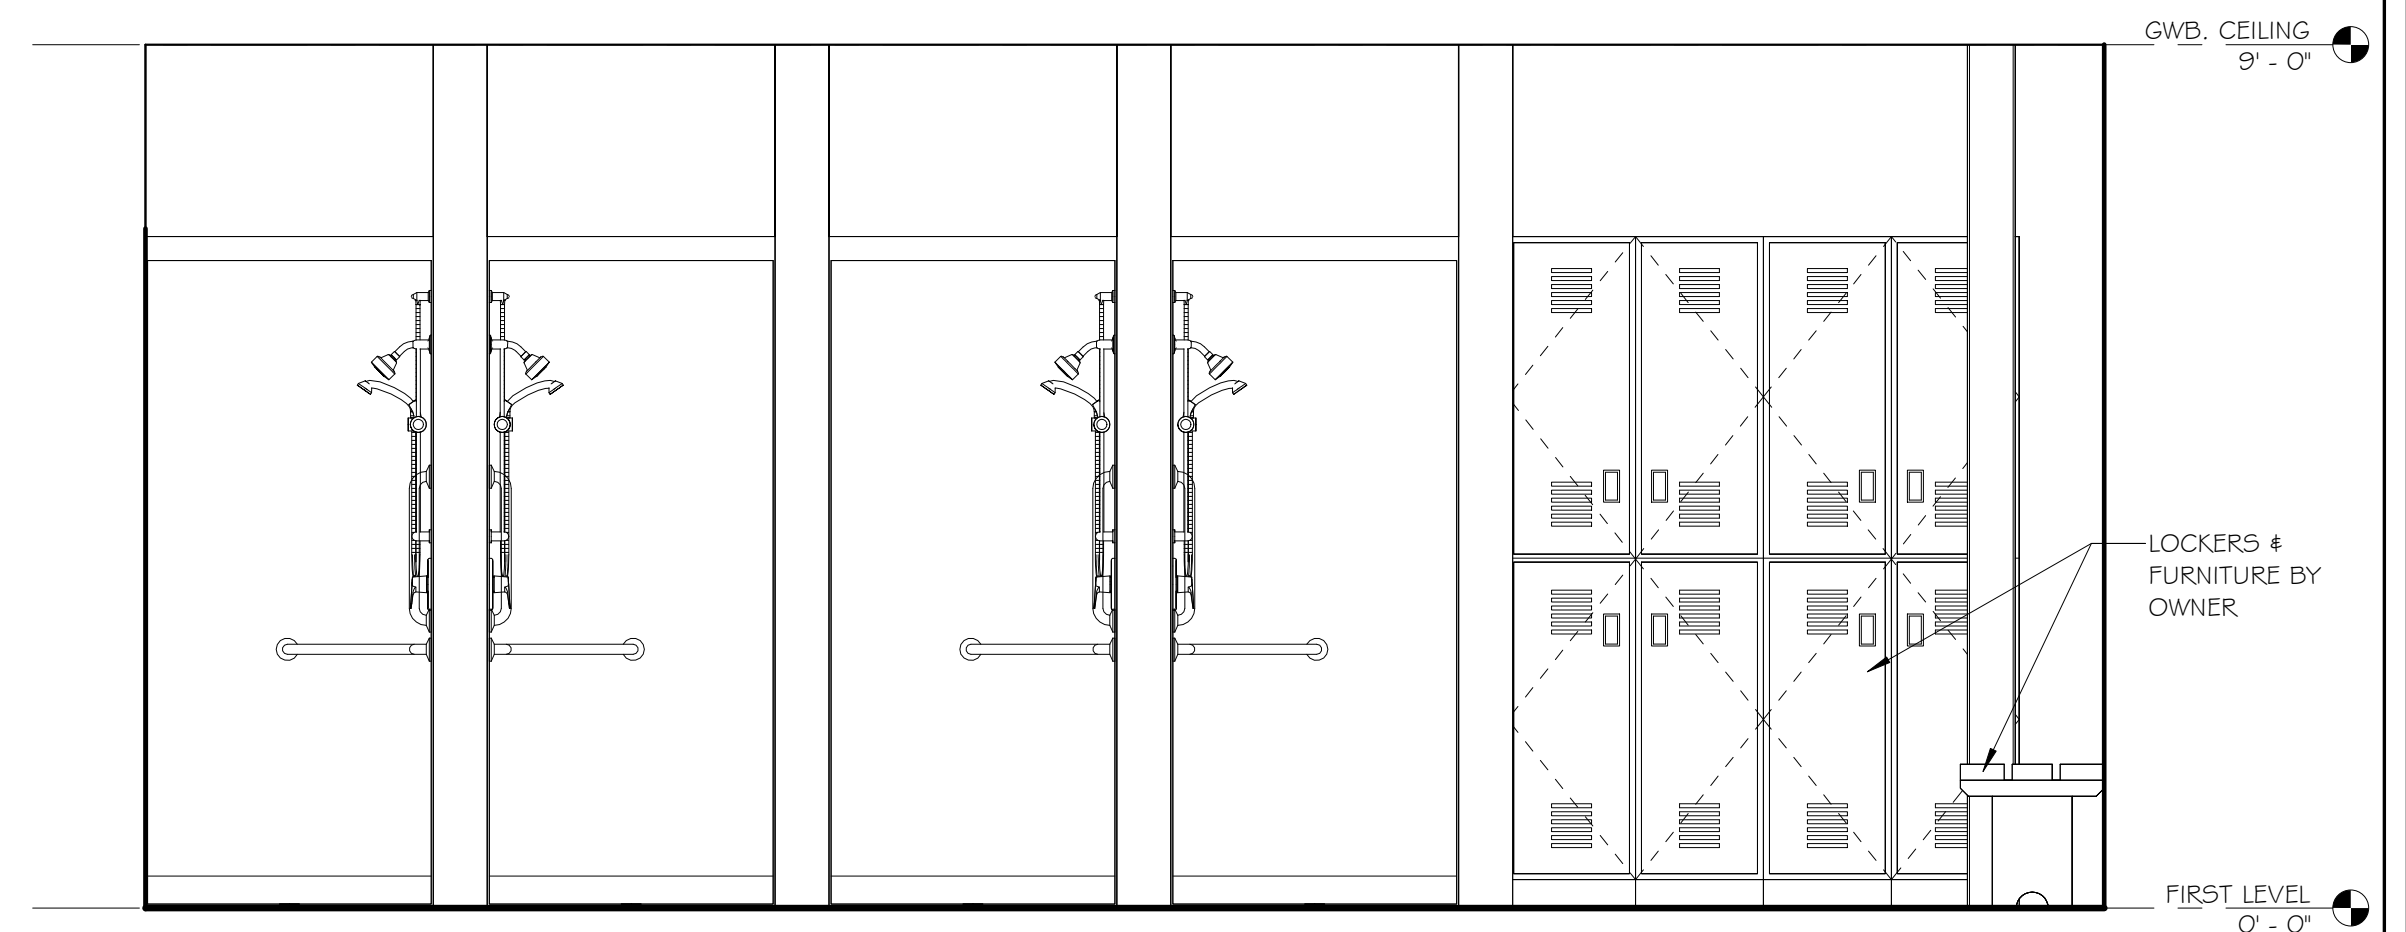 GWB. CEILING
9' - 0"
LOCKERS &
FURNITURE BY
OWNER
FIRST LEVEL
0' - 0"